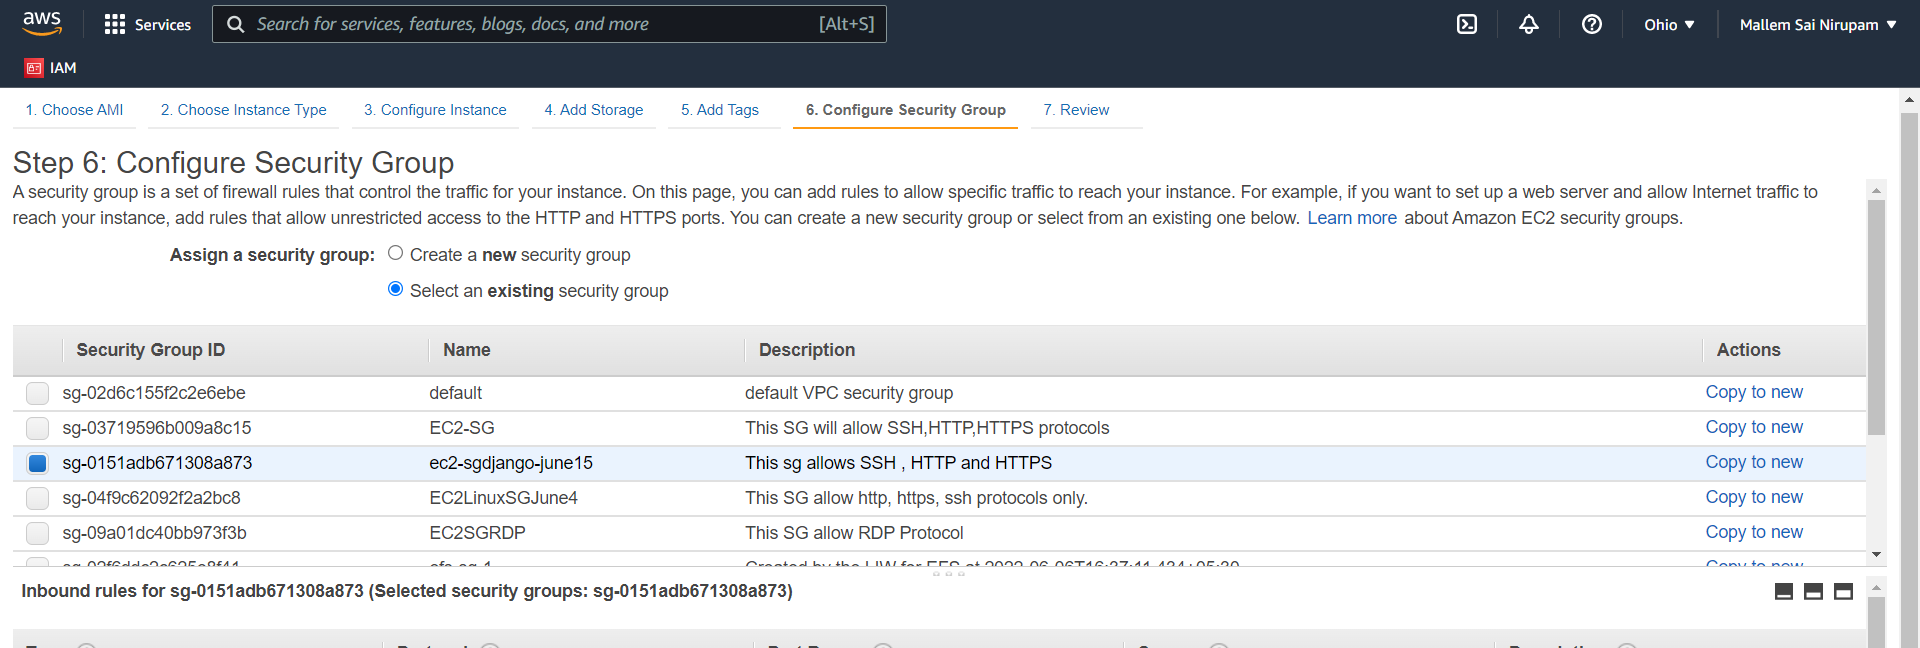 aws
Services
Search for services, features, blogs, docs, and more
[Alt+S]
Ohio
Mallem Sai Nirupam
IAM
1. Choose AMI
2. Choose Instance Type
3. Configure Instance
4. Add Storage
5. Add Tags
6. Configure Security Group
7. Review
Step 6: Configure Security Group
A security group is a set of firewall rules that control the traffic for your instance. On this page, you can add rules to allow specific traffic to reach your instance. For example, if you want to set up a web server and allow Internet traffic to
reach your instance, add rules that allow unrestricted access to the HTTP and HTTPS ports. You can create a new security group or select from an existing one below. Learn more about Amazon EC2 security groups.
Assign a security group: Create a new security group
Select an existing security group
Security Group ID Name Description Actions
sg-02d6c155f2c2e6ebe default default VPC security group Copy to new
sg-03719596b009a8c15 EC2-SG This SG will allow SSH,HTTP,HTTPS protocols Copy to new
sg-0151adb671308a873 ec2-sgdjango-june15 This sg allows SSH , HTTP and HTTPS Copy to new
sg-04f9c62092f2a2bc8 EC2LinuxSGJune4 This SG allow http, https, ssh protocols only. Copy to new
sg-09a01dc40bb973f3b EC2SGRDP This SG allow RDP Protocol Copy to new
Copy to new
Inbound rules for sg-0151adb671308a873 (Selected security groups: sg-0151adb671308a873)